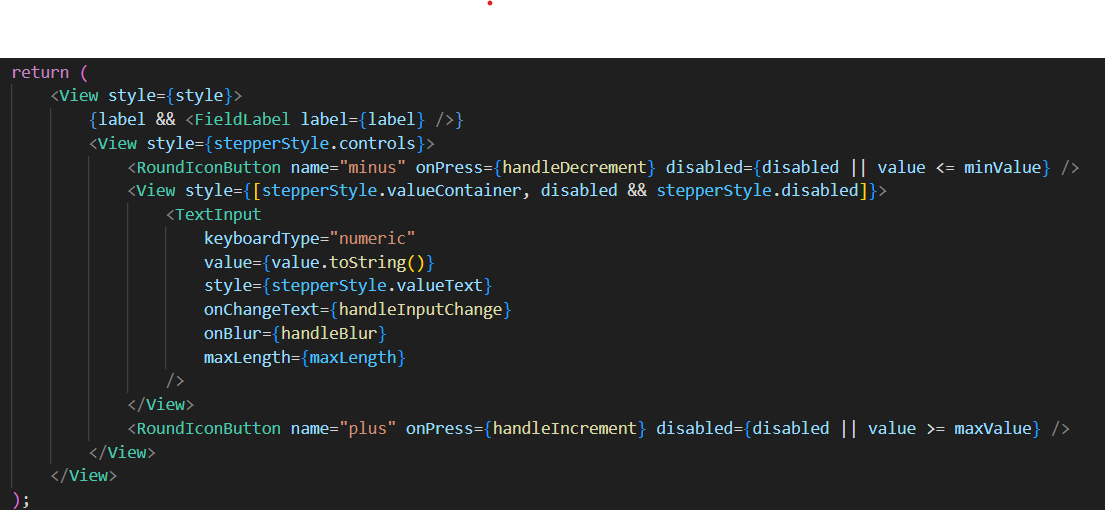 return (
<View style={style}>
{label && <FieldLabel label={label} />}
<View style={stepperStyle.controls}>
<RoundIconButton name="minus" onPress={handleDecrement} disabled={disabled || value <= minValue} />
<View style={[stepperStyle.valueContainer, disabled && stepperStyle.disabled]}>
<TextInput
keyboardType="numeric"
value={value.toString()}
style={stepperStyle.valueText}
onChangeText={handleInputChange}
onBlur={handleBlur}
maxLength={maxLength}
/>
</View>
<RoundIconButton name="plus" onPress={handleIncrement} disabled={disabled || value >= maxValue} />
</View>
</View>
);